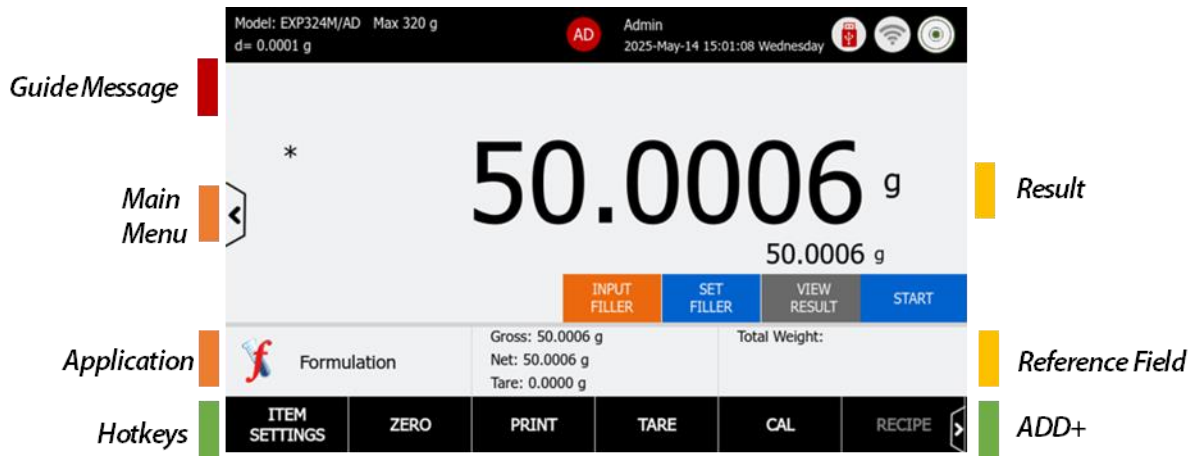 Model: EXP324M/AD Max 320 g
d= 0.0001 g
AD
Admin
2025-May-14 15:01:08 Wednesday
Guide Message
*
50.0006 g
Main
Menu
Result
50.0006 g
INPUT
FILLER
SET
FILLER
VIEW
RESULT
START
Application
f
Formulation
Gross: 50.0006 g
Net: 50.0006 g
Tare: 0.0000 g
Total Weight:
Reference Field
Hotkeys
ITEM
SETTINGS
ZERO
PRINT
TARE
CAL
RECIPE
ADD+